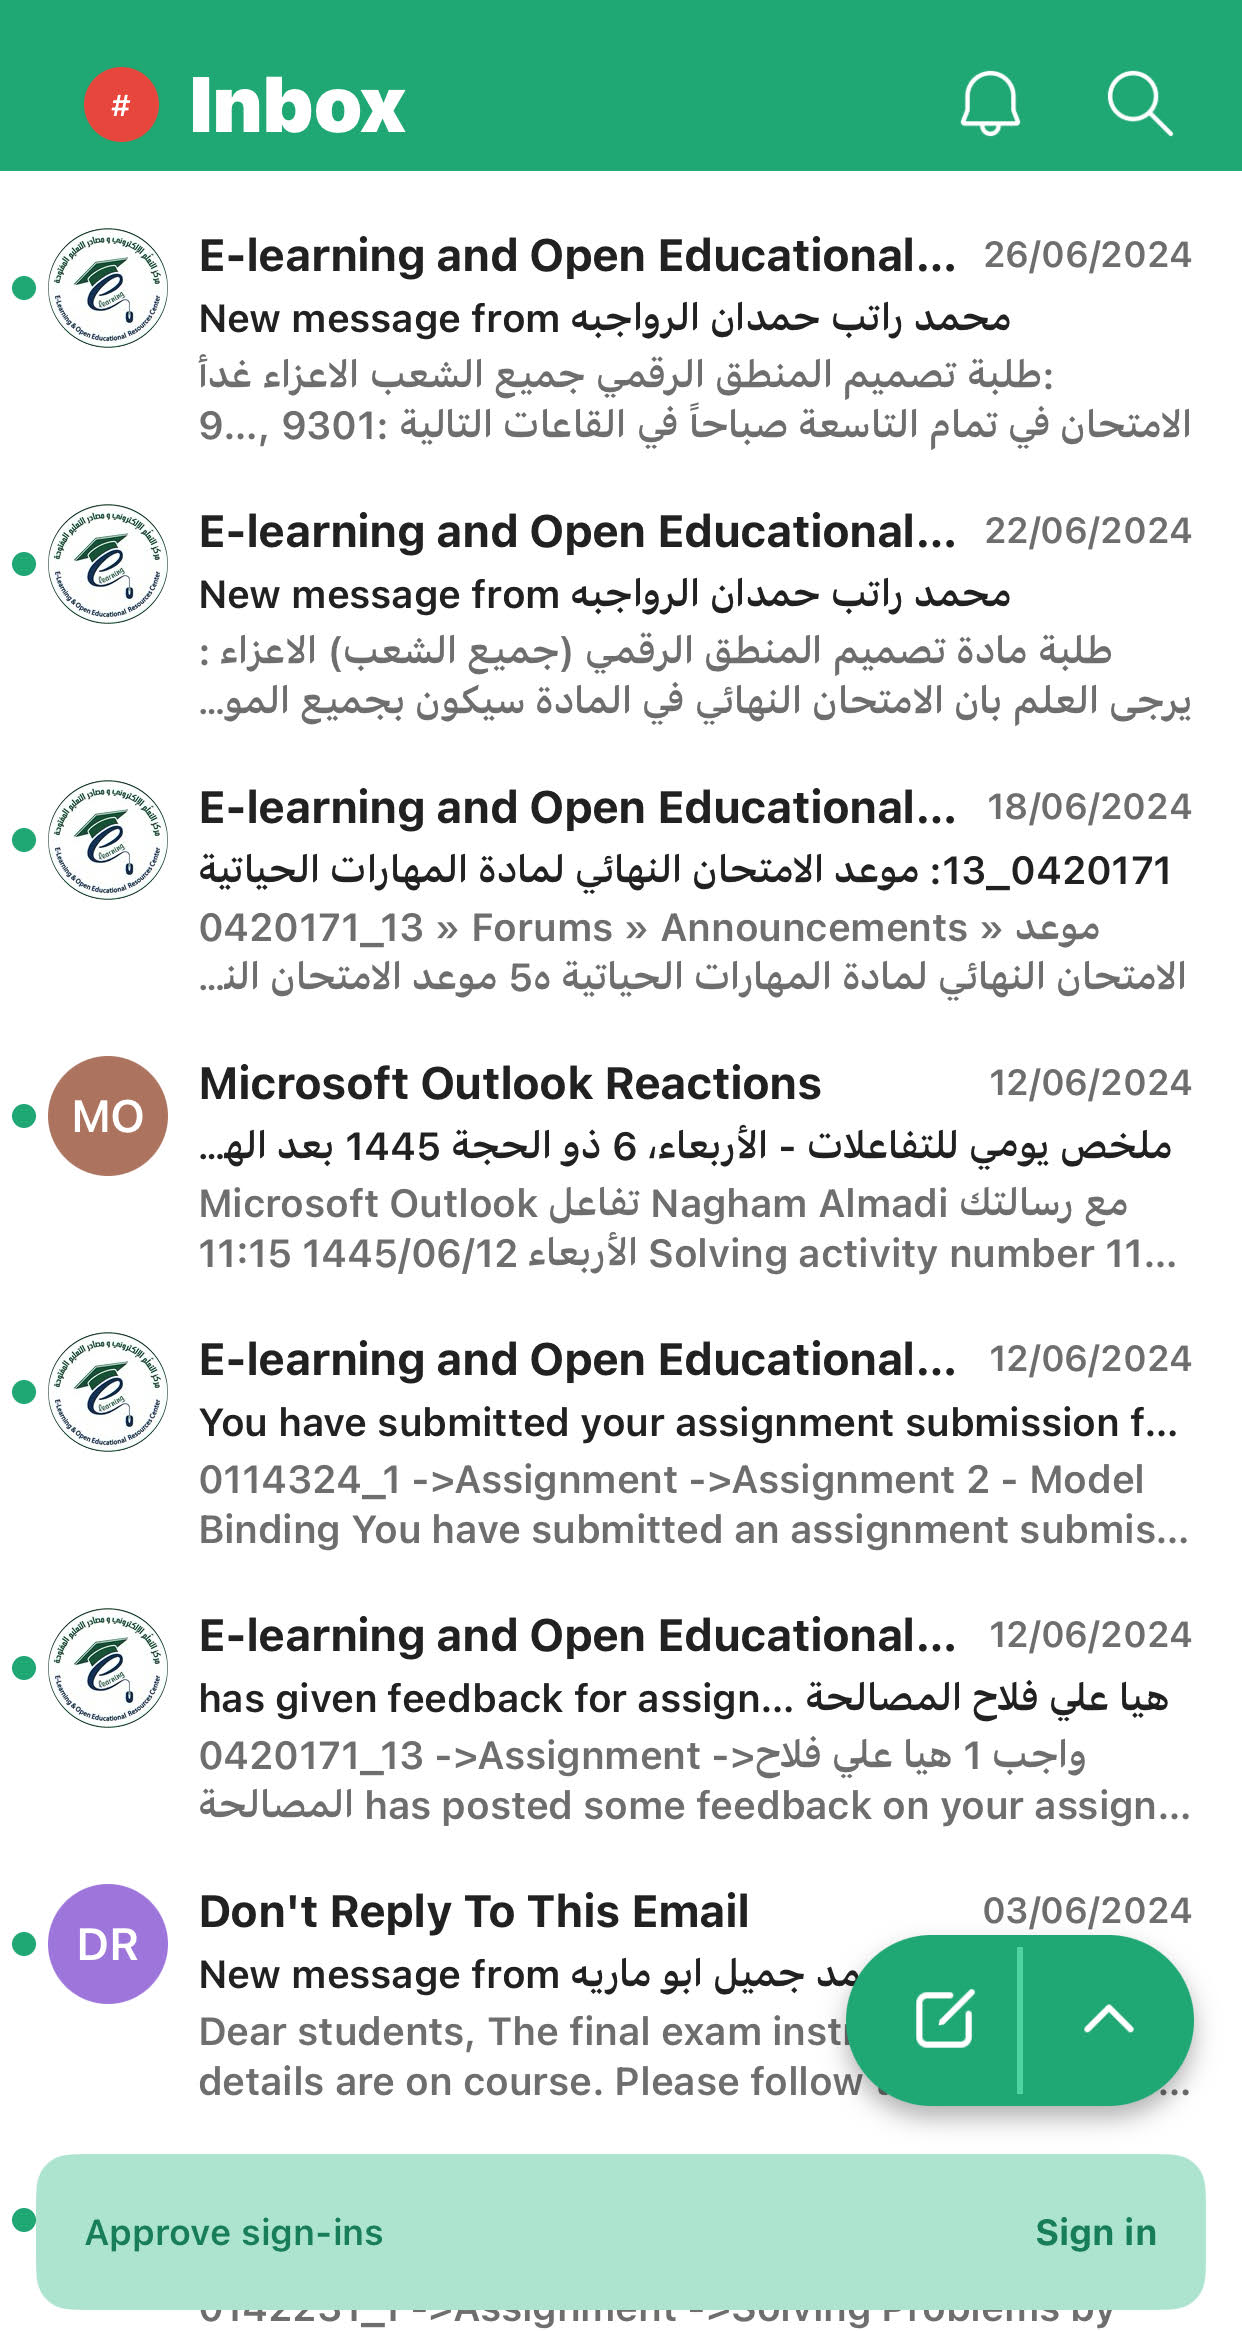 #
Inbox
E-learning and Open Educational... 26/06/2024
New message from محمد راتب حمدان الرواجبه
طلبة تصميم المنطق الرقمي جميع الشعب الاعزاء غداً:
الامتحان في تمام التاسعة صباحاً في القاعات التالية :9301 ,...9
E-learning and Open Educational... 22/06/2024
New message from محمد راتب حمدان الرواجبه
طلبة مادة تصميم المنطق الرقمي (جميع الشعب) الاعزاء :
يرجى العلم بان الامتحان النهائي في المادة سيكون بجميع المو...
E-learning and Open Educational... 18/06/2024
0420171_13: موعد الامتحان النهائي لمادة المهارات الحياتية
0420171_13 » Forums » Announcements » موعد
الامتحان النهائي لمادة المهارات الحياتية ه5 موعد الامتحان الن...
MO
Microsoft Outlook Reactions 12/06/2024
ملخص يومي للتفاعلات - الأربعاء، 6 ذو الحجة 1445 بعد اله...
Microsoft Outlook تفاعل Nagham Almadi مع رسالتك
11:15 1445/06/12 الأربعاء Solving activity number 11...
E-learning and Open Educational... 12/06/2024
You have submitted your assignment submission f...
0114324_1 ->Assignment ->Assignment 2 - Model
Binding You have submitted an assignment submis...
E-learning and Open Educational... 12/06/2024
has given feedback for assign... هيا علي فلاح المصالحة
0420171_13 ->Assignment ->واجب 1 هيا علي فلاح
المصالحة has posted some feedback on your assign...
DR
Don't Reply To This Email 03/06/2024
New message from مد جميل ابو ماريه
Dear students, The final exam inst
details are on course. Please follow ...
Approve sign-ins
Sign in
0142231_1 ->Assignment ->Solving Problems by